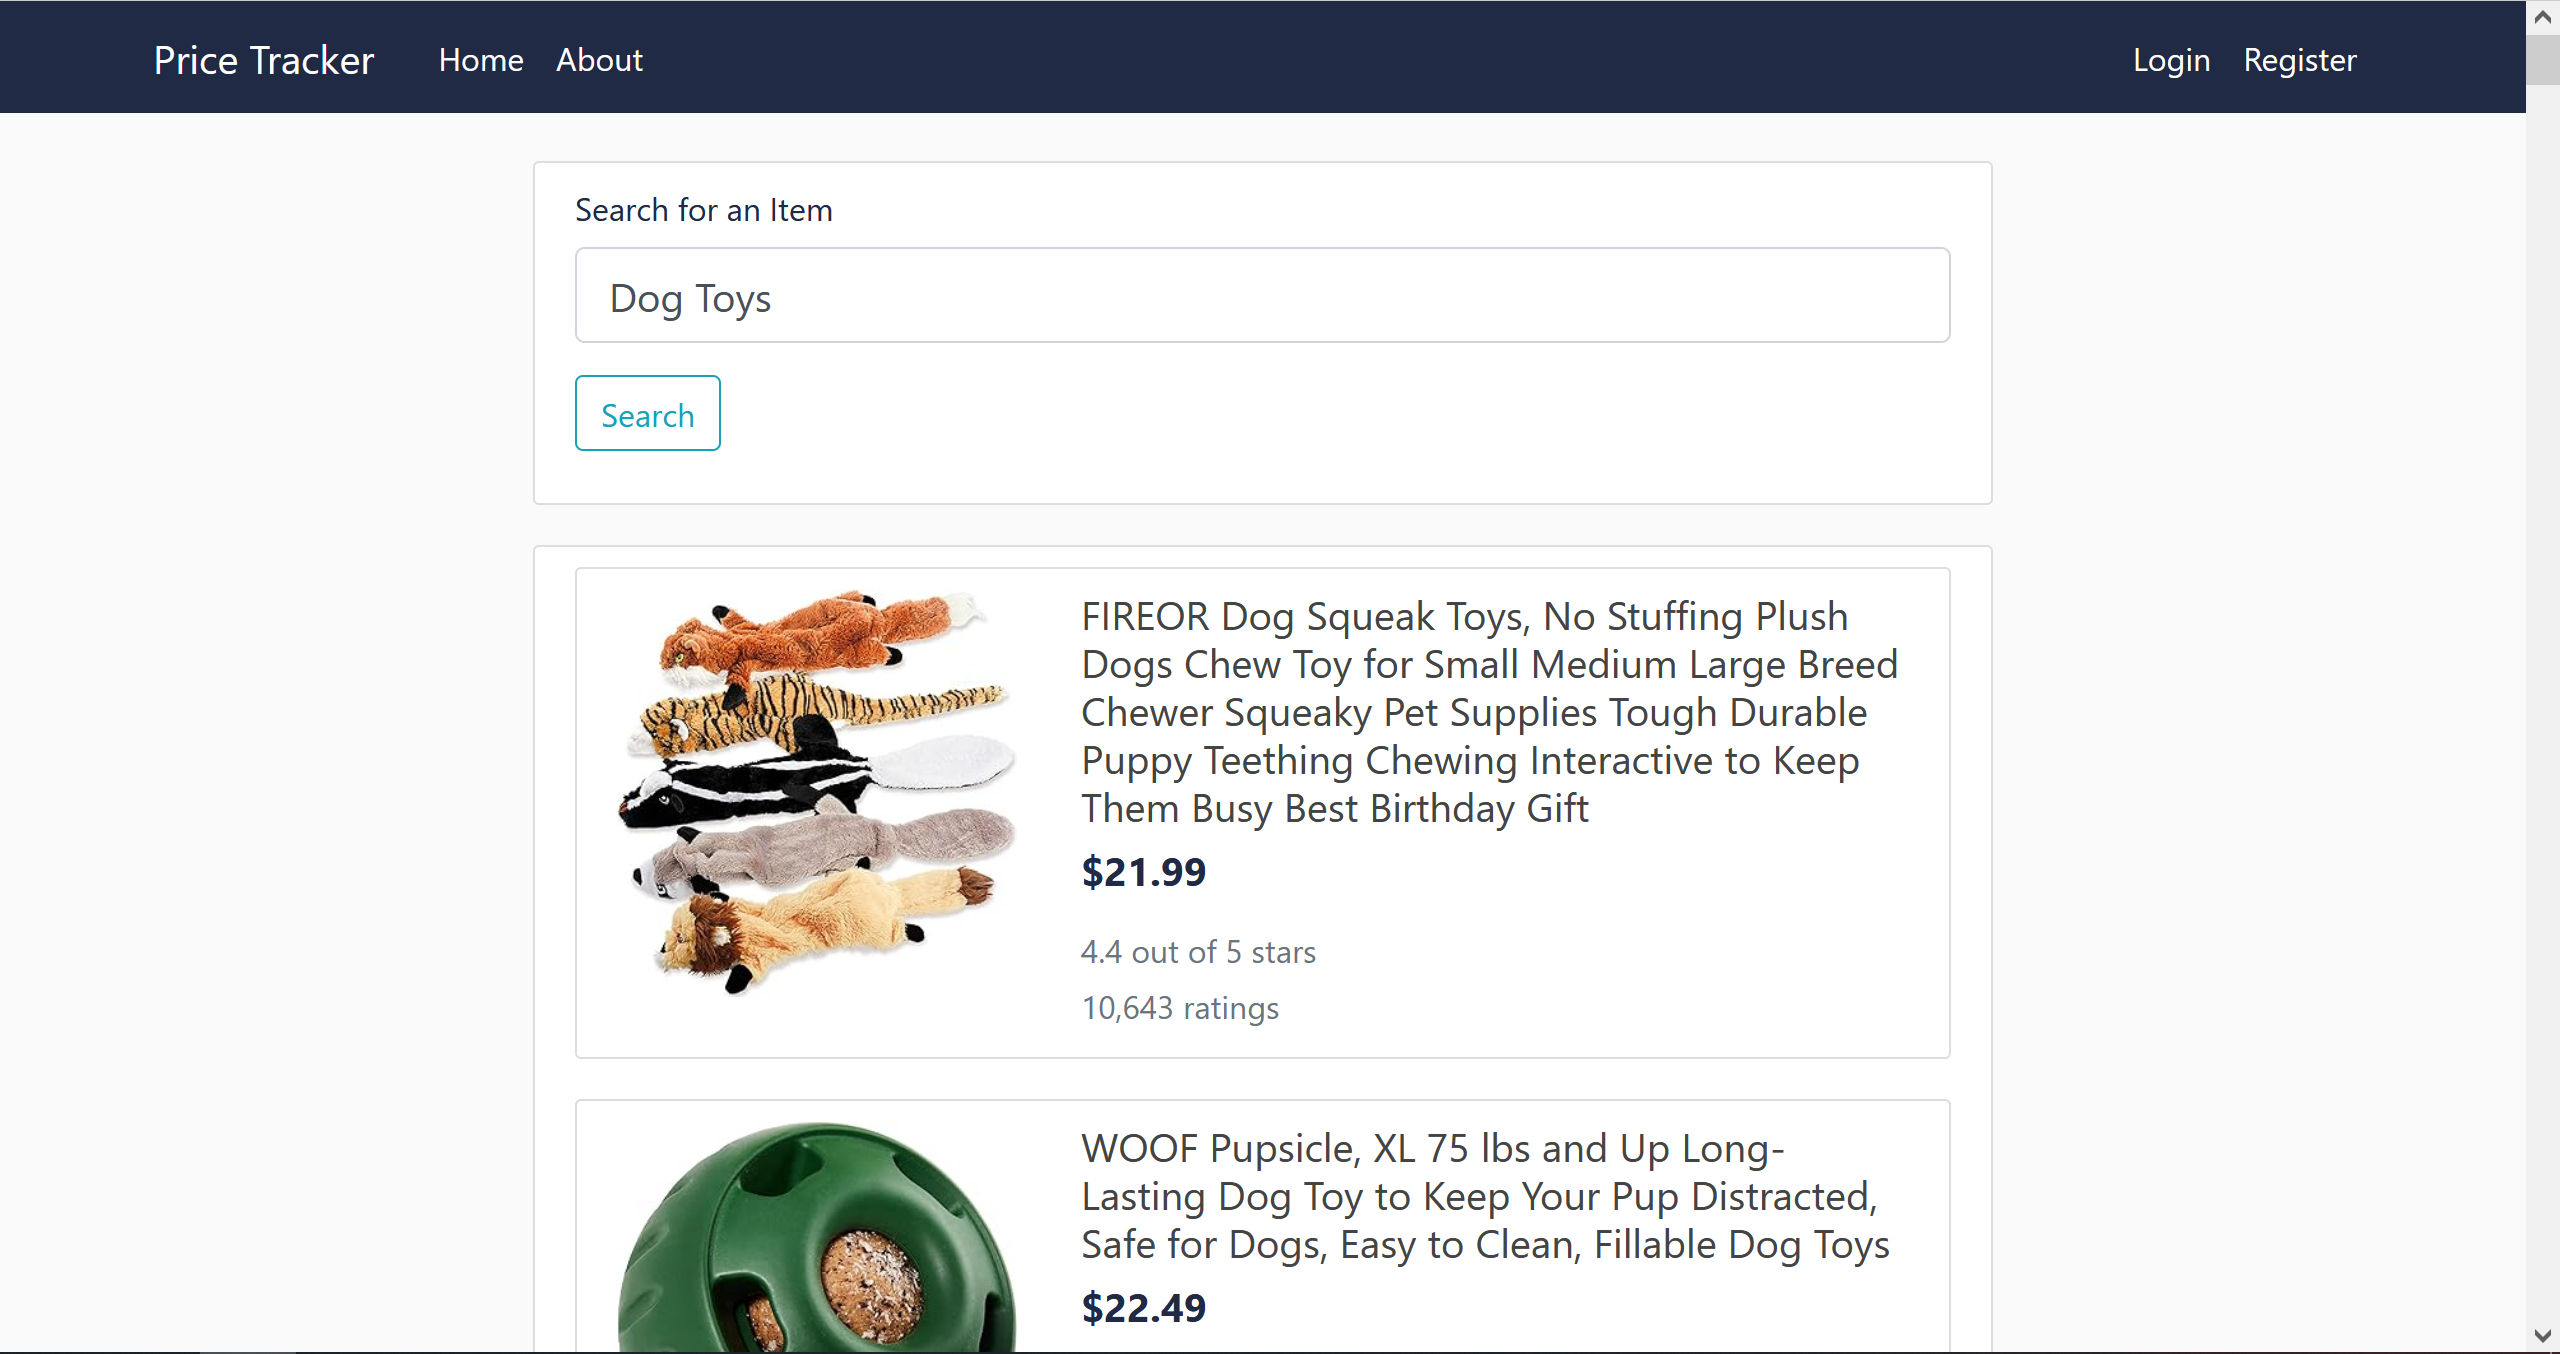 Price Tracker Home About Login Register
Search for an Item
Dog Toys
Search
FIREOR Dog Squeak Toys, No Stuffing Plush
Dogs Chew Toy for Small Medium Large Breed
Chewer Squeaky Pet Supplies Tough Durable
Puppy Teething Chewing Interactive to Keep
Them Busy Best Birthday Gift
$21.99
4.4 out of 5 stars
10,643 ratings
WOOF Pupsicle, XL 75 lbs and Up Long-
Lasting Dog Toy to Keep Your Pup Distracted,
Safe for Dogs, Easy to Clean, Fillable Dog Toys
$22.49